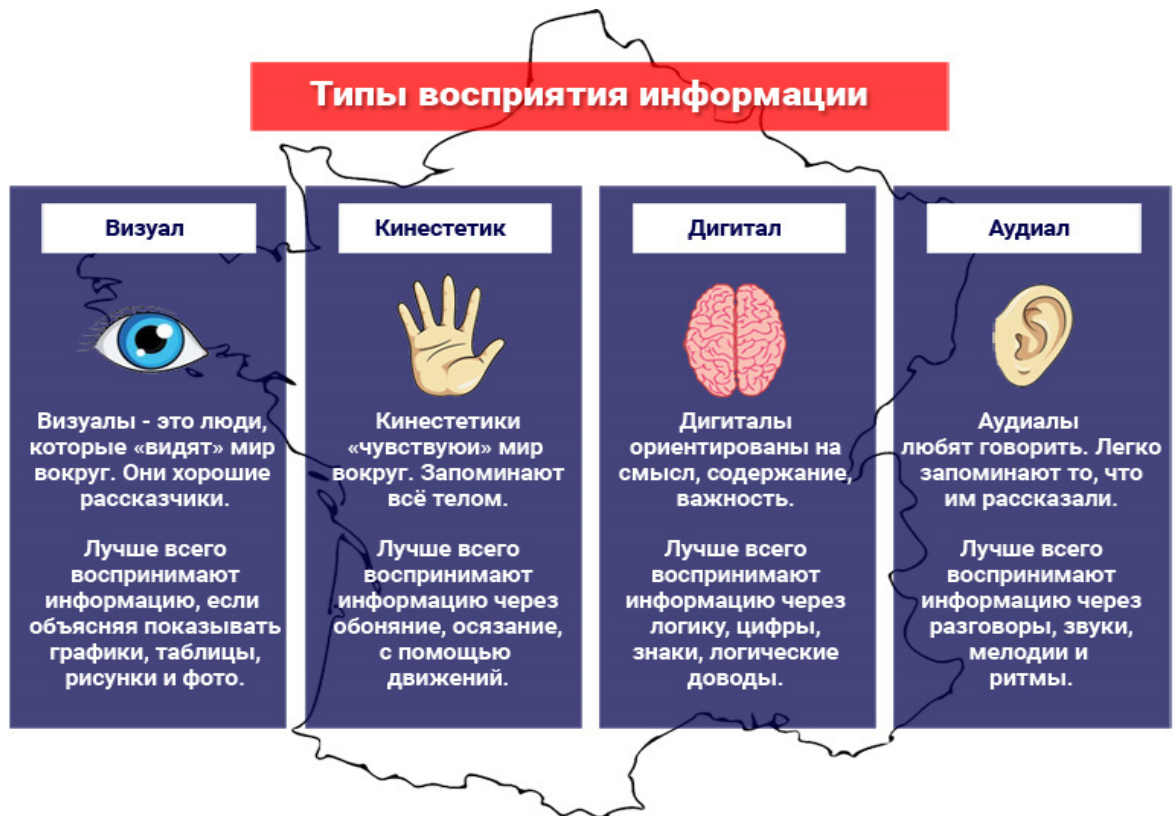 Типы восприятия информации
Визуал
Визуалы - это люди,
которые «видят» мир
вокруг. Они хорошие
рассказчики.
Лучше всего
воспринимают
информацию, если
объясняя показывать
графики, таблицы,
рисунки и фото.
Кинестетик
Кинестетики
«чувствуюи» мир
вокруг. Запоминают
всё телом.
Лучше всего
воспринимают
информацию через
обоняние, осязание,
с помощью
движений.
Дигитал
Дигиталы
ориентированы на
смысл, содержание,
важность.
Лучше всего
воспринимают
информацию через
логику, цифры,
знаки, логические
доводы.
Аудиал
Аудиалы
любят говорить. Легко
запоминают то, что
им рассказали.
Лучше всего
воспринимают
информацию через
разговоры, звуки,
мелодии и
ритмы.